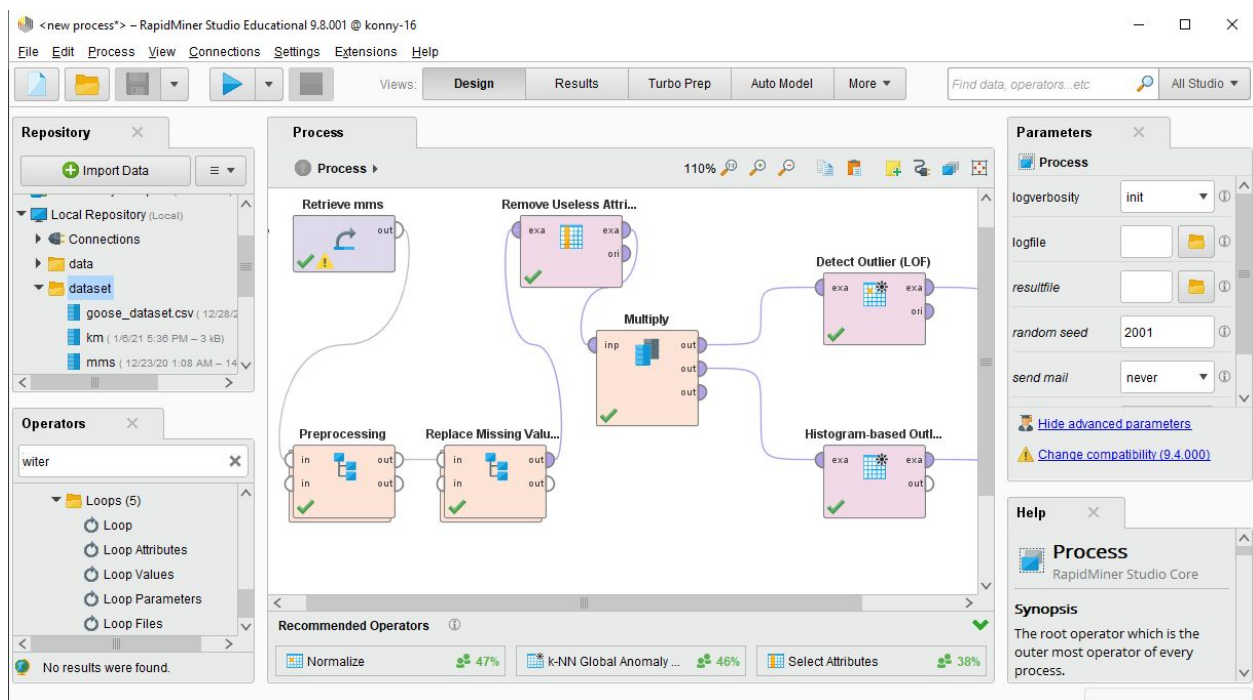 <new process*> – RapidMiner Studio Educational 9.8.001 @ konny-16
File Edit Process View Connections Settings Extensions Help
Views: Design Results Turbo Prep Auto Model More Find data, operators...etc All Studio
Repository
Import Data
Local Repository (Local)
Connections
data
dataset
goose_dataset.csv ( 12/28/2
km ( 1/6/21 5:36 PM – 3 kB)
mms ( 12/23/20 1:08 AM – 14
Operators
witer
Loops (5)
Loop
Loop Attributes
Loop Values
Loop Parameters
Loop Files
No results were found.
Process
Process
110%
Retrieve mms
out
Remove Useless Attri...
exa exa
ori
Detect Outlier (LOF)
exa exa
ori
Multiply
inp out
out
out
Preprocessing
in out
in out
Replace Missing Valu...
in out
in out
Histogram-based Outl...
exa exa
out
Recommended Operators
Normalize 47%
k-NN Global Anomaly ... 46%
Select Attributes 38%
Parameters
Process
logverbosity init
logfile
resultfile
random seed 2001
send mail never
Hide advanced parameters
Change compatibility (9.4.000)
Help
Process
RapidMiner Studio Core
Synopsis
The root operator which is the
outer most operator of every
process.